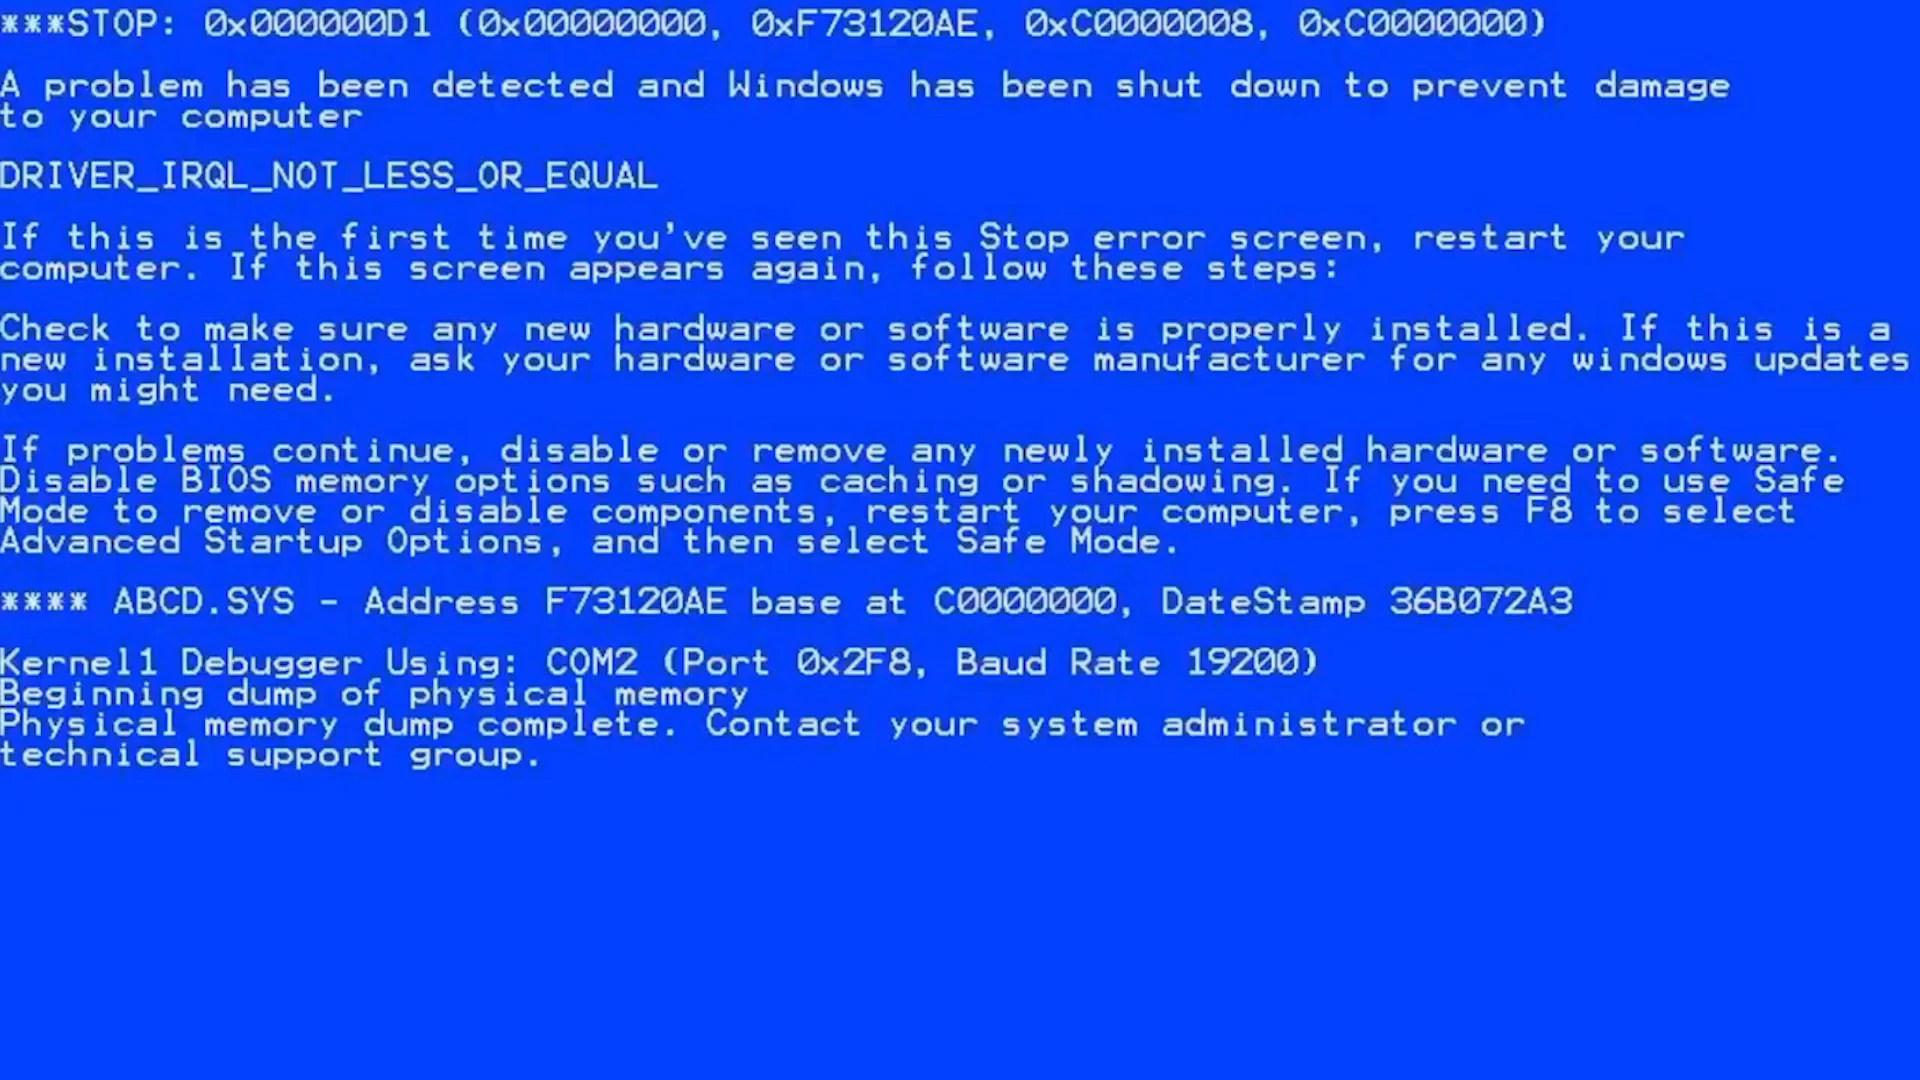 ***STOP: 0x000000D1 (0x00000000, 0xF73120AE, 0xC0000008, 0xC0000000)
A problem has been detected and Windows has been shut down to prevent damage
to your computer
DRIVER_IRQL_NOT_LESS_OR_EQUAL
If this is the first time you've seen this Stop error screen, restart your
computer. If this screen appears again, follow these steps:
Check to make sure any new hardware or software is properly installed. If this is a
new installation, ask your hardware or software manufacturer for any windows updates
you might need.
If problems continue, disable or remove any newly installed hardware or software.
Disable BIOS memory options such as caching or shadowing. If you need to use Safe
Mode to remove or disable components, restart your computer, press F8 to select
Advanced Startup Options, and then select Safe Mode.
**** ABCD.SYS - Address F73120AE base at C0000000, DateStamp 36B072A3
Kernel1 Debugger Using: COM2 (Port 0x2F8, Baud Rate 19200)
Beginning dump of physical memory
Physical memory dump complete. Contact your system administrator or
technical support group.